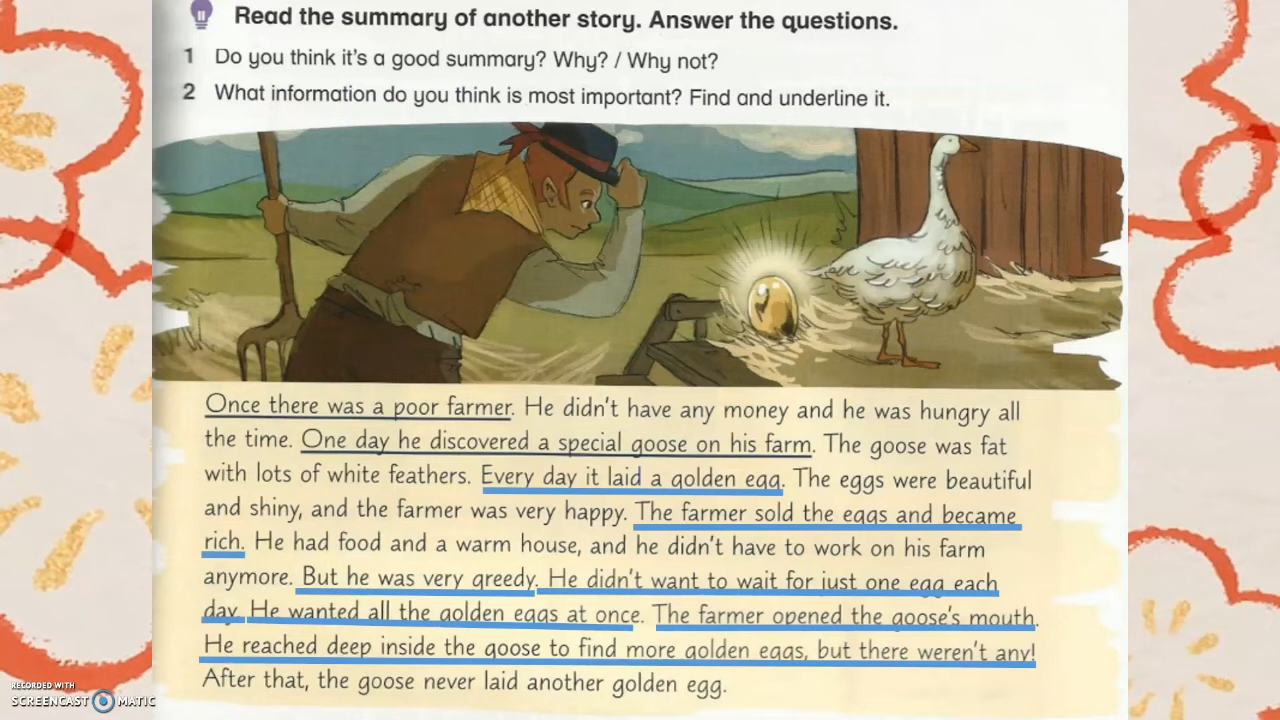 Read the summary of another story. Answer the questions.
1 Do you think it's a good summary? Why? / Why not?
2 What information do you think is most important? Find and underline it.
Once there was a poor farmer. He didn't have any money and he was hungry all
the time. One day he discovered a special goose on his farm. The goose was fat
with lots of white feathers. Every day it laid a golden egg. The eggs were beautiful
and shiny, and the farmer was very happy. The farmer sold the eggs and became
rich. He had food and a warm house, and he didn't have to work on his farm
anymore. But he was very greedy. He didn't want to wait for just one egg each
day. He wanted all the golden eggs at once. The farmer opened the goose's mouth.
He reached deep inside the goose to find more golden eggs, but there weren't any!
After that, the goose never laid another golden egg.
RECORDED WITH
SCREENCAST MATIC